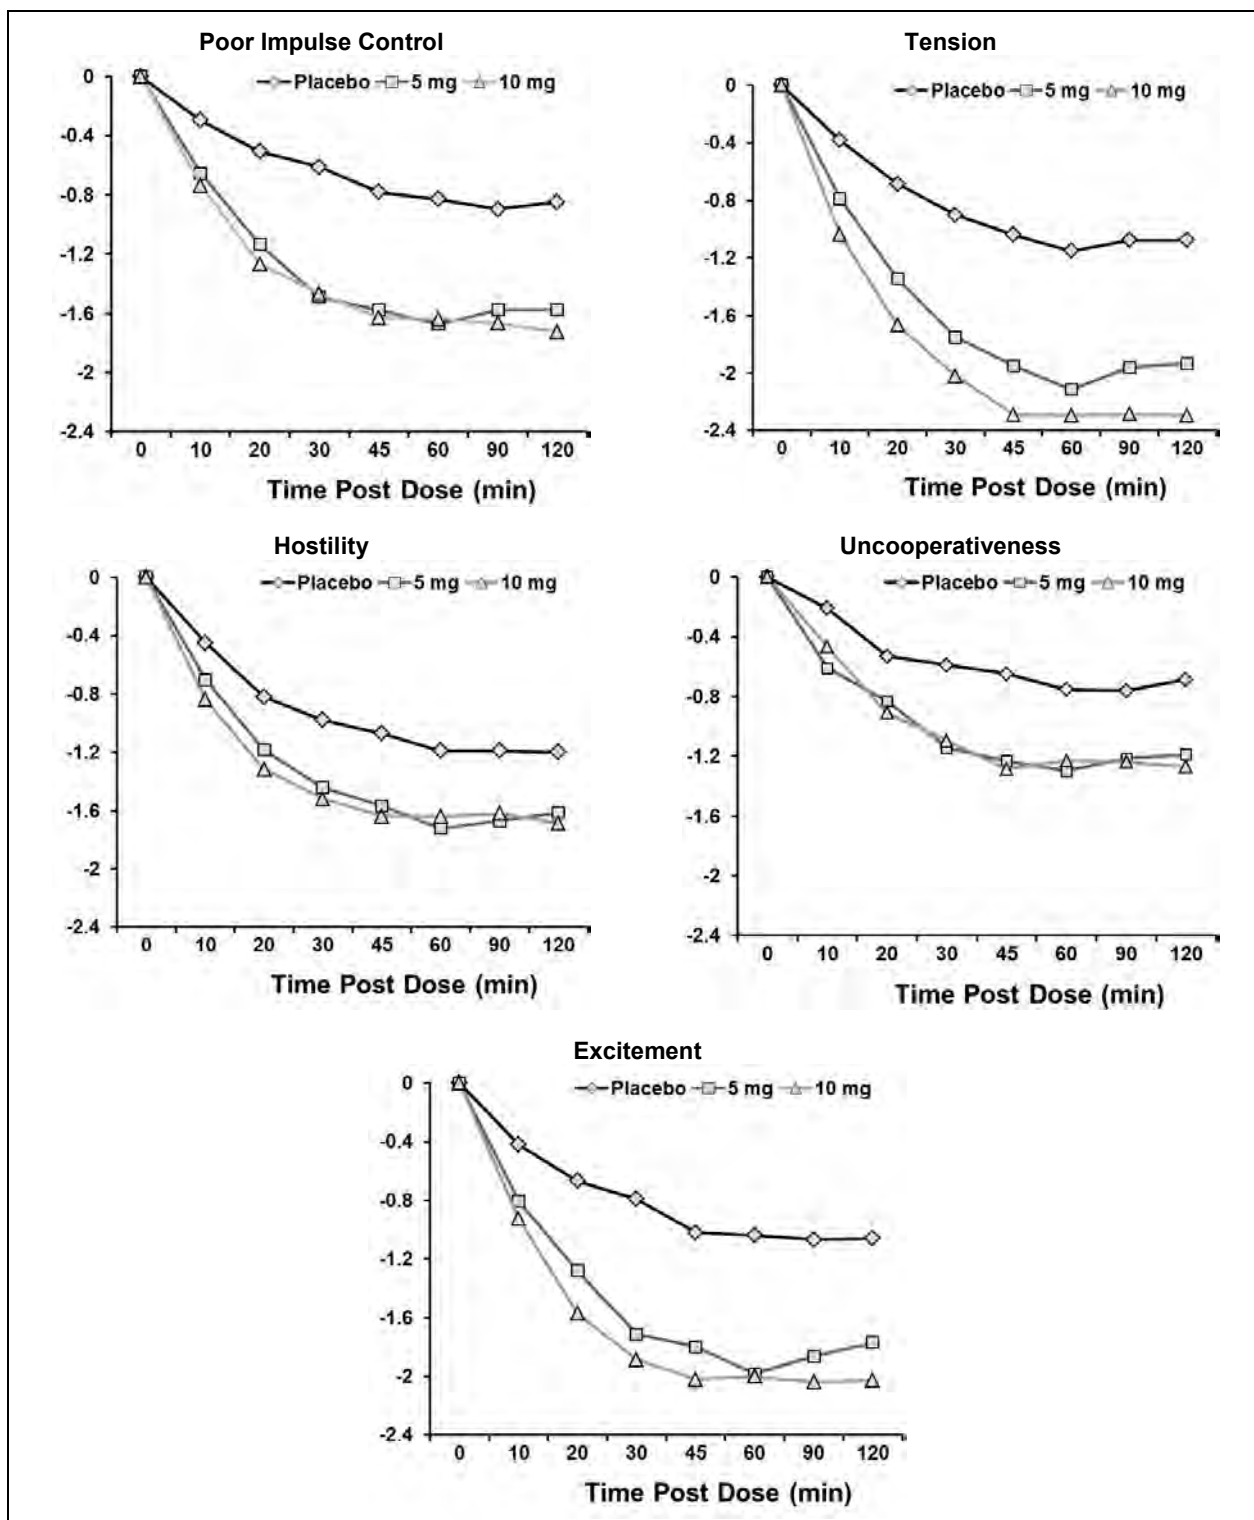 Poor Impulse Control
Placebo 5 mg 10 mg
0
-0.4
-0.8
-1.2
-1.6
-2
-2.4
0 10 20 30 45 60 90 120
Time Post Dose (min)
Tension
Placebo 5 mg 10 mg
0
-0.4
-0.8
-1.2
-1.6
-2
-2.4
0 10 20 30 45 60 90 120
Time Post Dose (min)
Hostility
Placebo 5 mg 10 mg
0
-0.4
-0.8
-1.2
-1.6
-2
-2.4
0 10 20 30 45 60 90 120
Time Post Dose (min)
Uncooperativeness
Placebo 5 mg 10 mg
0
-0.4
-0.8
-1.2
-1.6
-2
-2.4
0 10 20 30 45 60 90 120
Time Post Dose (min)
Excitement
Placebo 5 mg 10 mg
0
-0.4
-0.8
-1.2
-1.6
-2
-2.4
0 10 20 30 45 60 90 120
Time Post Dose (min)